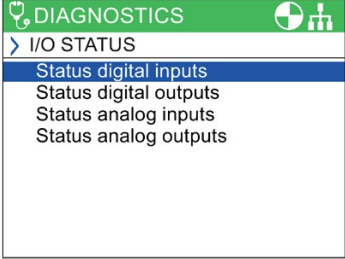 DIAGNOSTICS
I/O STATUS
Status digital inputs
Status digital outputs
Status analog inputs
Status analog outputs